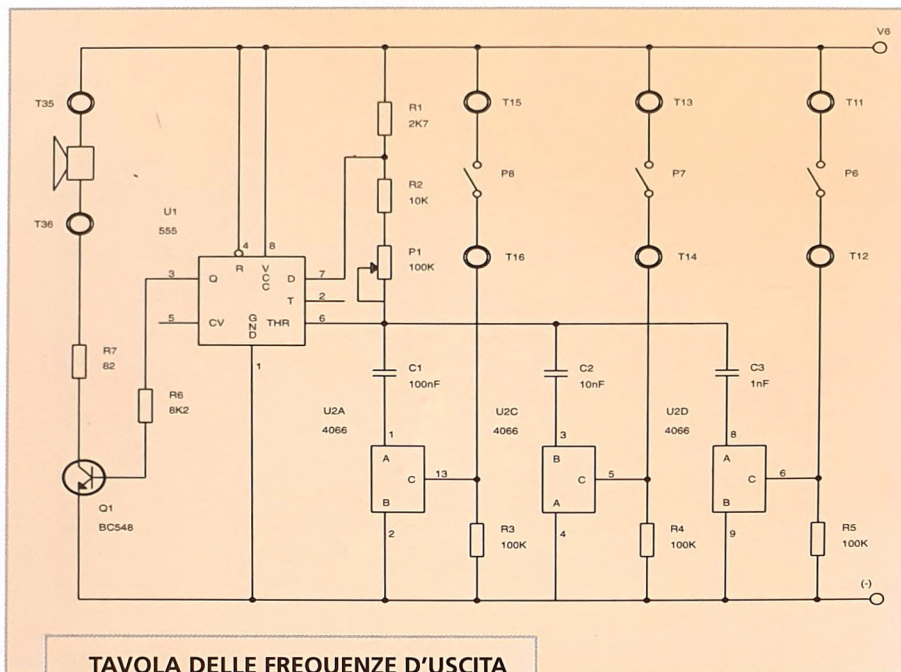 V6
T35
T36
U1
555
4
8
R
V
C
C
3
Q
D
7
T
2
5
CV
G
N
D
THR
6
1
R1
2K7
R2
10K
P1
100K
T15
P8
T16
T13
P7
T14
T11
P6
T12
R7
82
R6
8K2
Q1
BC548
C1
100nF
C2
10nF
C3
1nF
U2A
4066
1
A
C
B
13
2
R3
100K
U2C
4066
3
B
C
A
5
4
R4
100K
U2D
4066
8
A
C
B
6
9
R5
100K
(-)
TAVOLA DELLE FREQUENZE D'USCITA